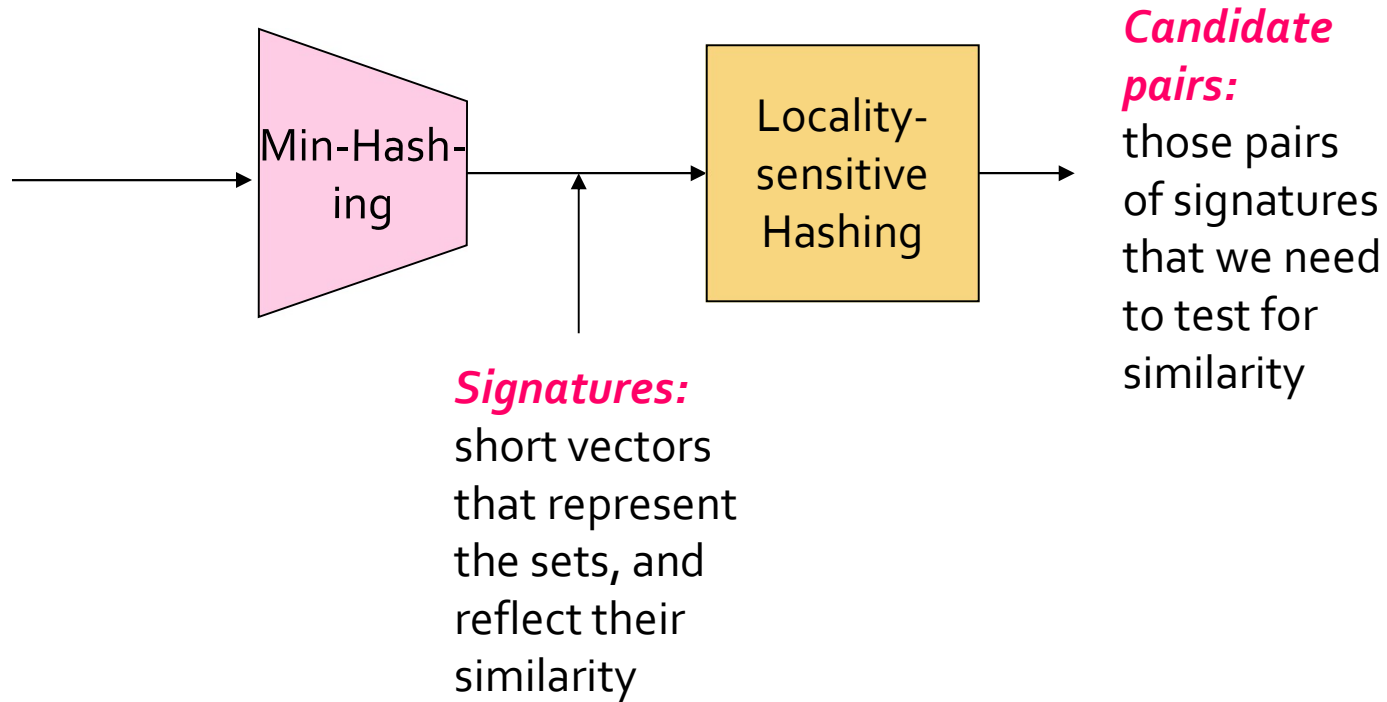 Min-Hash-
ing
Locality-
sensitive
Hashing
Candidate
pairs:
those pairs
of signatures
that we need
to test for
similarity
Signatures:
short vectors
that represent
the sets, and
reflect their
similarity